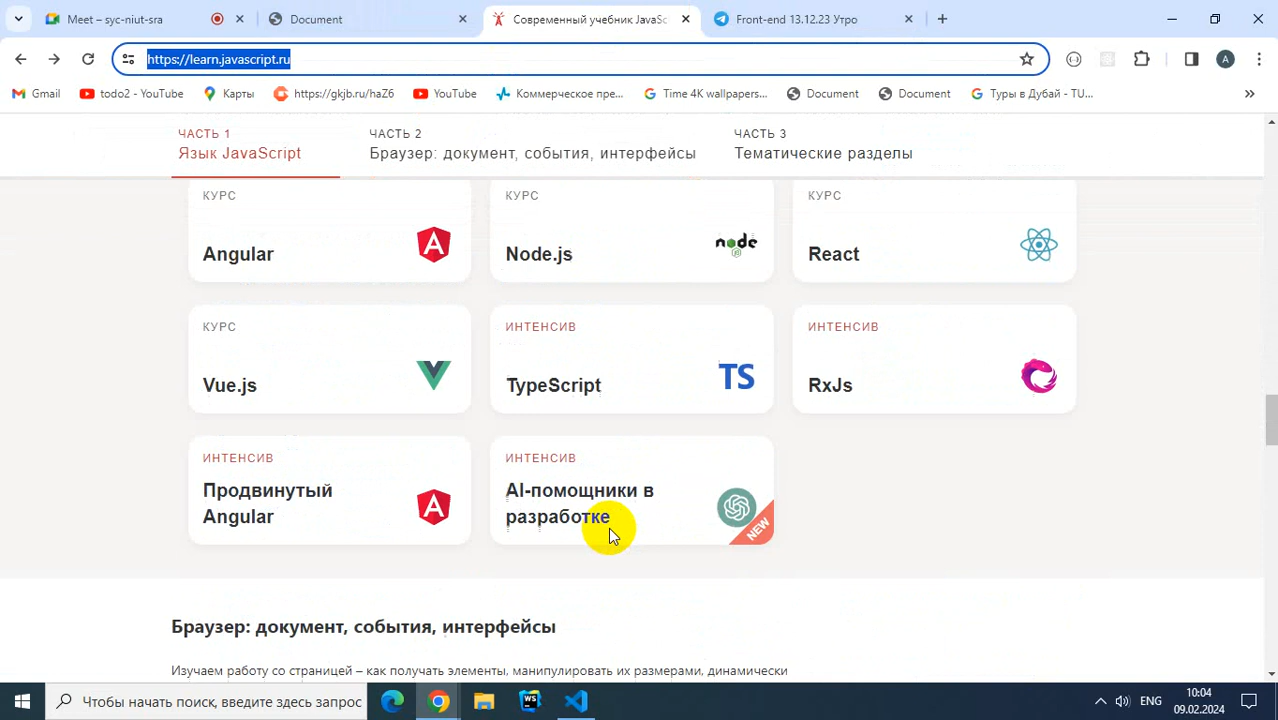 Meet – syc-niut-sra
Document
Современный учебник JavaSc
Front-end 13.12.23 Утро
https://learn.javascript.ru
A
Gmail
todo2 - YouTube
Карты
https://gkjb.ru/haZ6
YouTube
Коммерческое пре...
Time 4K wallpapers...
Document
Document
Туры в Дубай - TU...
ЧАСТЬ 1
Язык JavaScript
ЧАСТЬ 2
Браузер: документ, события, интерфейсы
ЧАСТЬ 3
Тематические разделы
КУРС
Angular
КУРС
Node.js
node
JS
КУРС
React
КУРС
Vue.js
ИНТЕНСИВ
TypeScript
TS
ИНТЕНСИВ
RxJs
ИНТЕНСИВ
Продвинутый
Angular
ИНТЕНСИВ
AI-помощники в
разработке
NEW
Браузер: документ, события, интерфейсы
Изучаем работу со страницей – как получать элементы, манипулировать их размерами, динамически
Чтобы начать поиск, введите здесь запрос
WS
ENG
10:04
09.02.2024